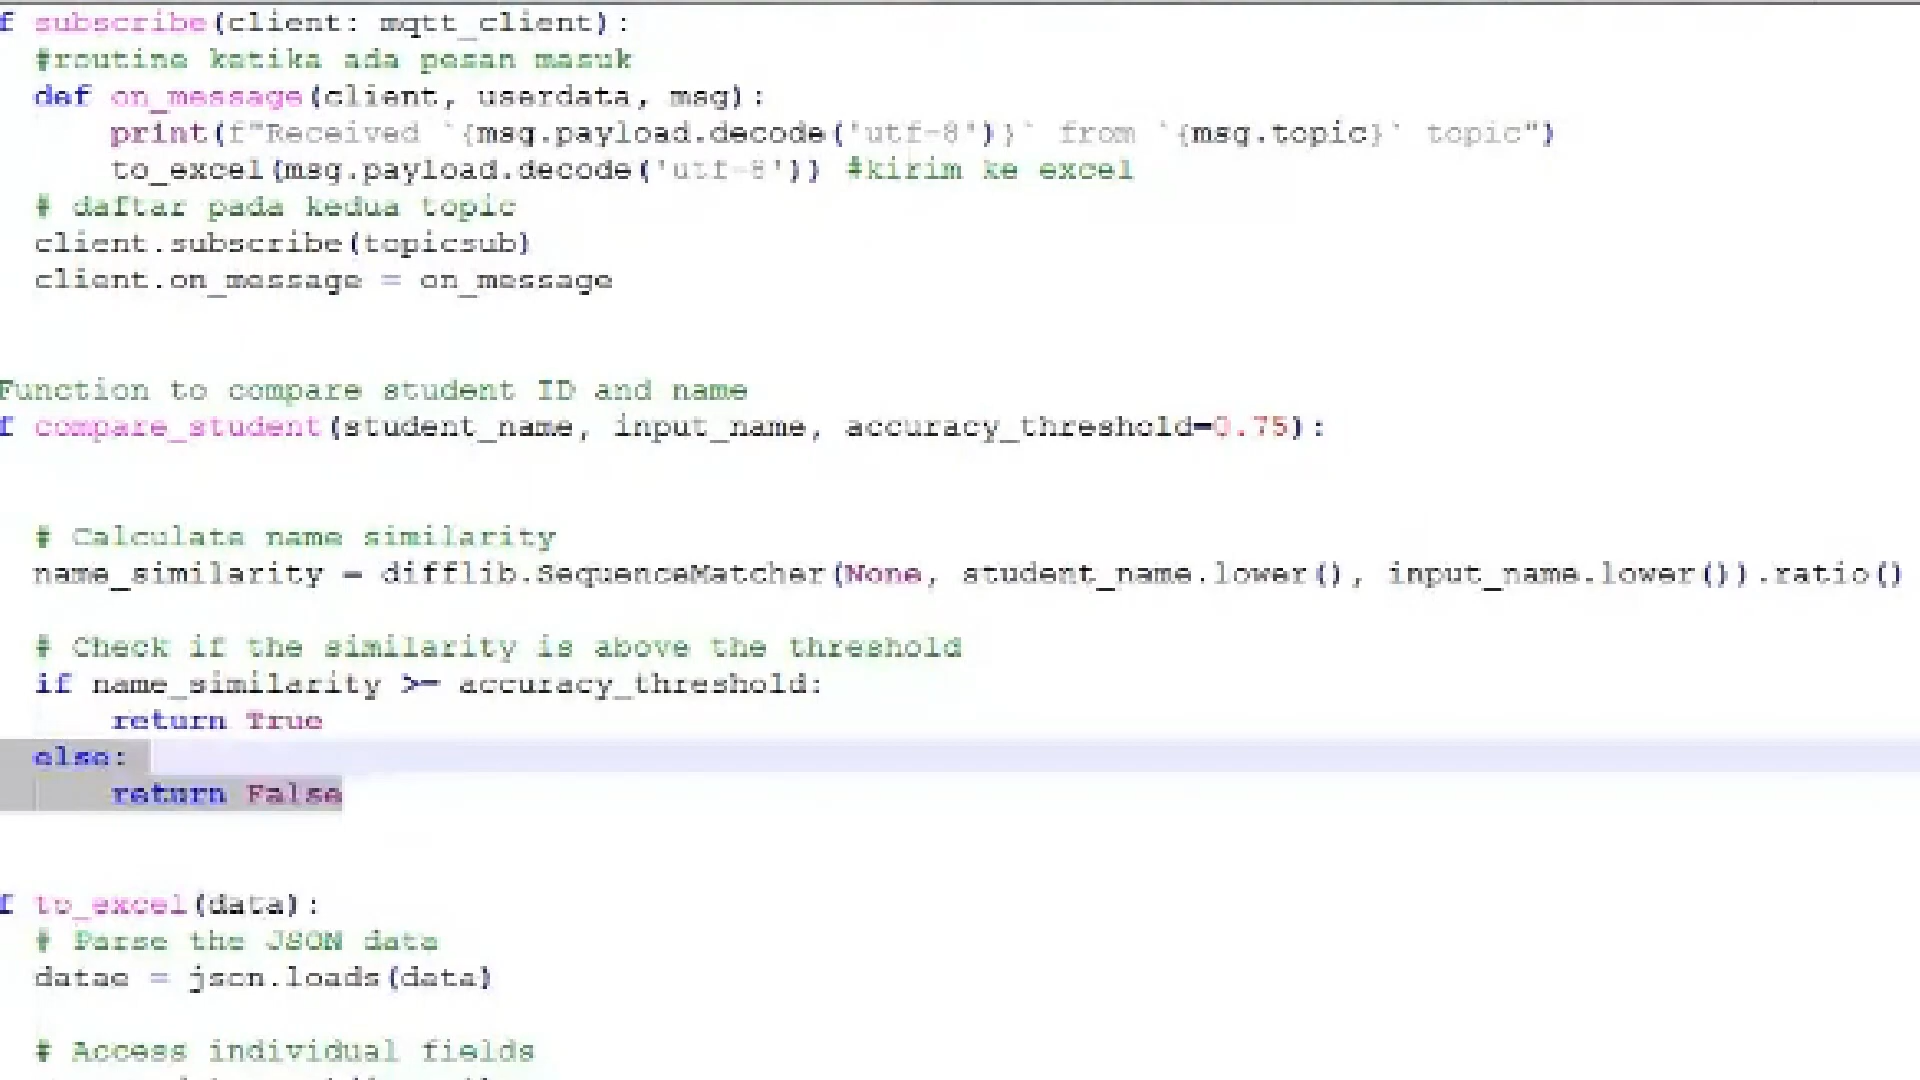 f subscribe(client: mqtt_client):
#routine ketika ada pesan masuk
def on_message(client, userdata, msg):
print(f"Received `{msg.payload.decode('utf-8')}` from `{msg.topic}` topic")
to_excel(msg.payload.decode('utf-8')) #kirim ke excel
# daftar pada kedua topic
client.subscribe(topicsub)
client.on_message = on_message
Function to compare student ID and name
f compare_student(student_name, input_name, accuracy_threshold=0.75):
# Calculate name similarity
name_similarity = difflib.SequenceMatcher(None, student_name.lower(), input_name.lower()).ratio()
# Check if the similarity is above the threshold
if name_similarity >= accuracy_threshold:
return True
else:
return False
f to_excel(data):
# Parse the JSON data
datae = json.loads(data)
# Access individual fields